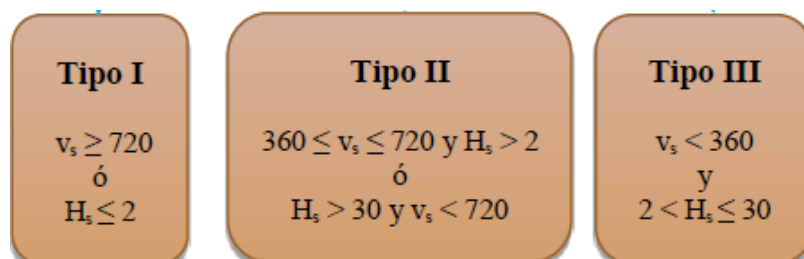 Tipo I
vs ≥ 720
ó
Hs ≤ 2
Tipo II
360 ≤ vs ≤ 720 y Hs > 2
ó
Hs > 30 y vs < 720
Tipo III
vs < 360
y
2 < Hs ≤ 30